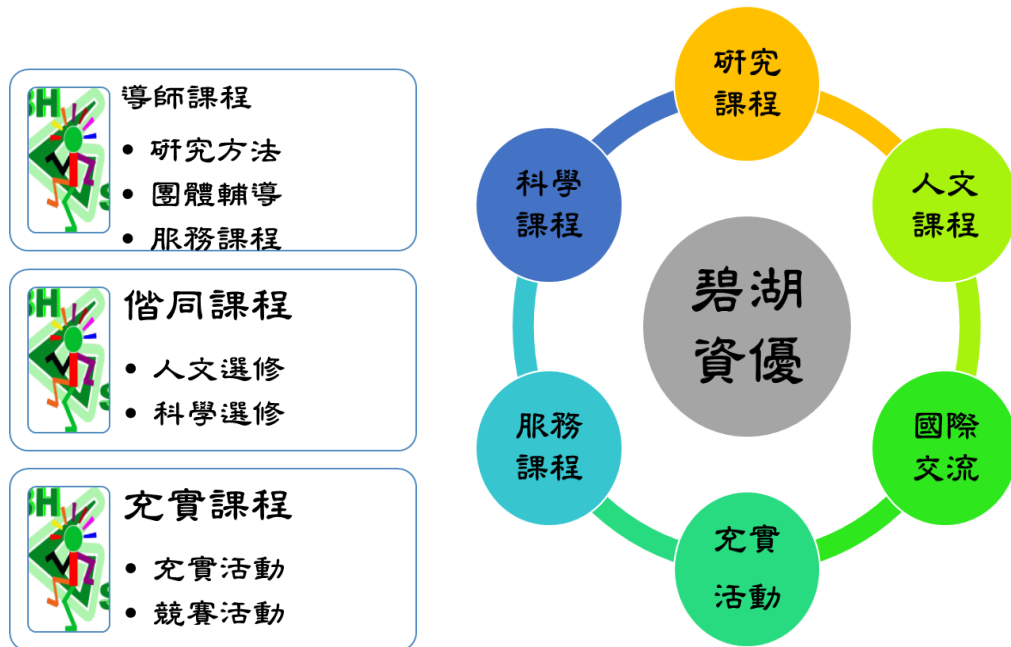 導師課程
• 研究方法
• 團體輔導
• 服務課程
偕同課程
• 人文選修
• 科學選修
充實課程
• 充實活動
• 競賽活動
研究
課程
人文
課程
國際
交流
充實
活動
服務
課程
科學
課程
碧湖
資優